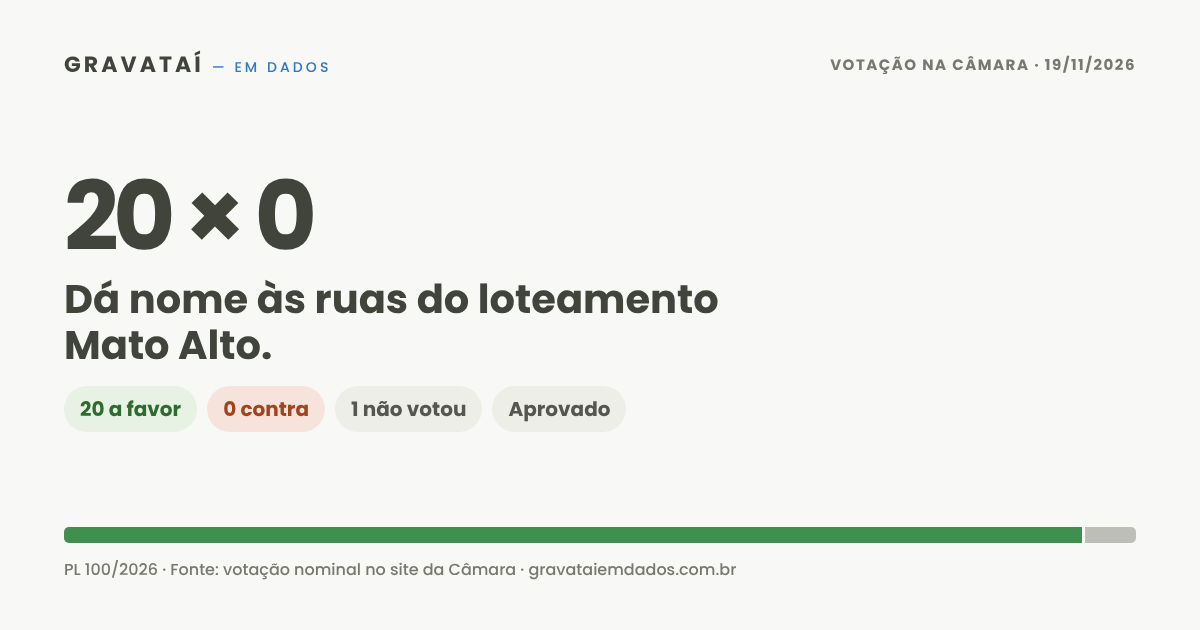 GRAVATAÍ — EM DADOS
VOTAÇÃO NA CÂMARA · 19/11/2026
20 × 0
Dá nome às ruas do loteamento
Mato Alto.
20 a favor
0 contra
1 não votou
Aprovado
PL 100/2026 · Fonte: votação nominal no site da Câmara · gravataiemdados.com.br